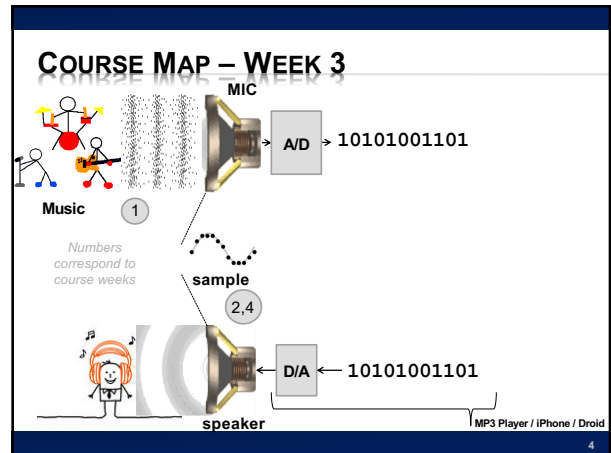 COURSE MAP – WEEK 3
MIC
A/D
10101001101
Music
1
Numbers
correspond to
course weeks
sample
2,4
D/A
10101001101
speaker
MP3 Player / iPhone / Droid
4